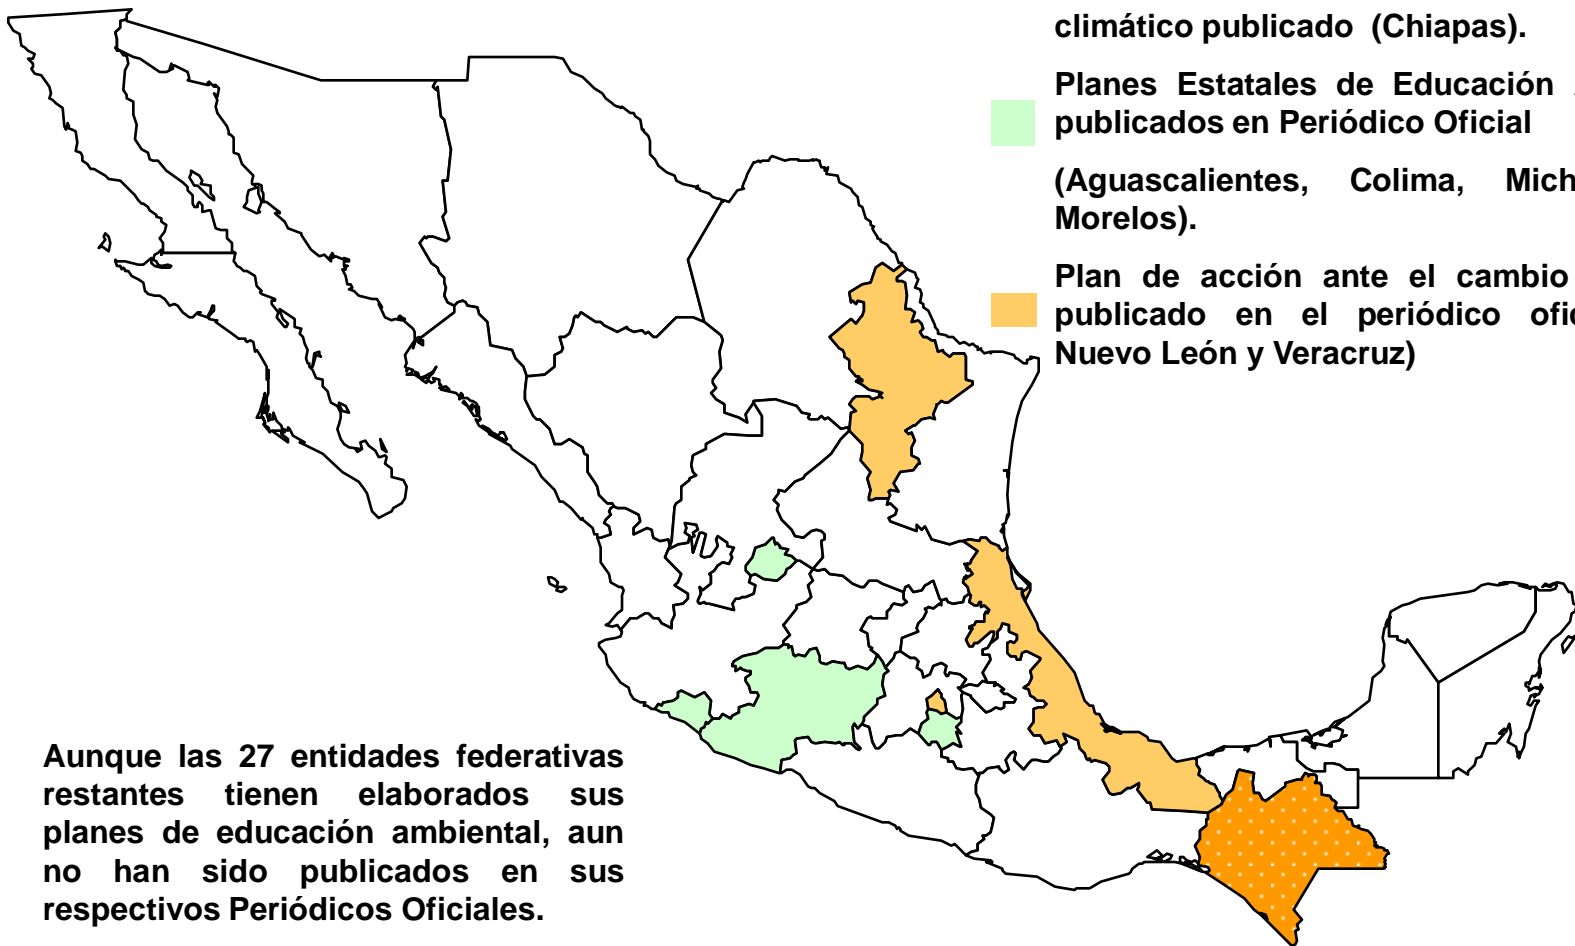 climático publicado (Chiapas).
Planes Estatales de Educación
publicados en Periódico Oficial
(Aguascalientes, Colima, Mich
Morelos).
Plan de acción ante el cambio
publicado en el periódico ofi
Nuevo León y Veracruz)
Aunque las 27 entidades federativas
restantes tienen elaborados sus
planes de educación ambiental, aun
no han sido publicados en sus
respectivos Periódicos Oficiales.